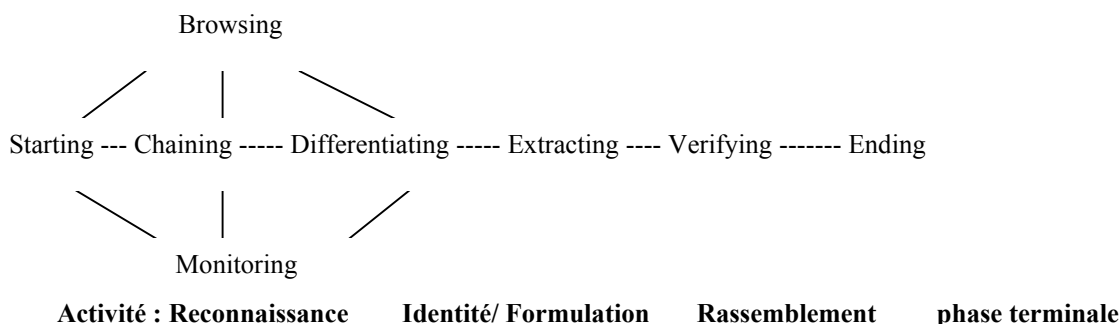 Browsing
Starting --- Chaining ----- Differentiating ----- Extracting ---- Verifying ------- Ending
Monitoring
Activité : Reconnaissance Identité/ Formulation Rassemblement phase terminale